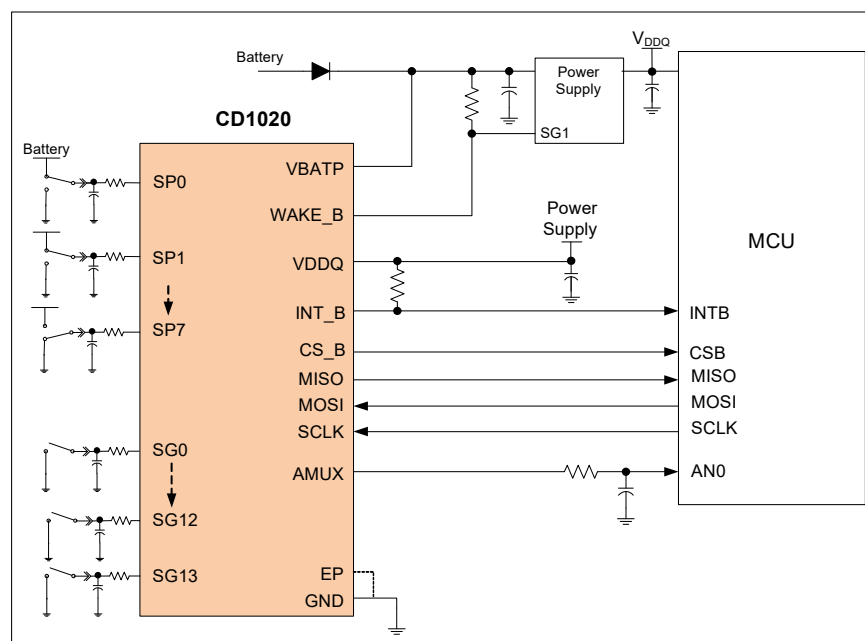 Battery
V_DDQ
Power
Supply
SG1
CD1020
Battery
SP0
SP1
SP7
SG0
SG12
SG13
VBATP
WAKE_B
VDDQ
INT_B
CS_B
MISO
MOSI
SCLK
AMUX
EP
GND
Power
Supply
MCU
INTB
CSB
MISO
MOSI
SCLK
AN0